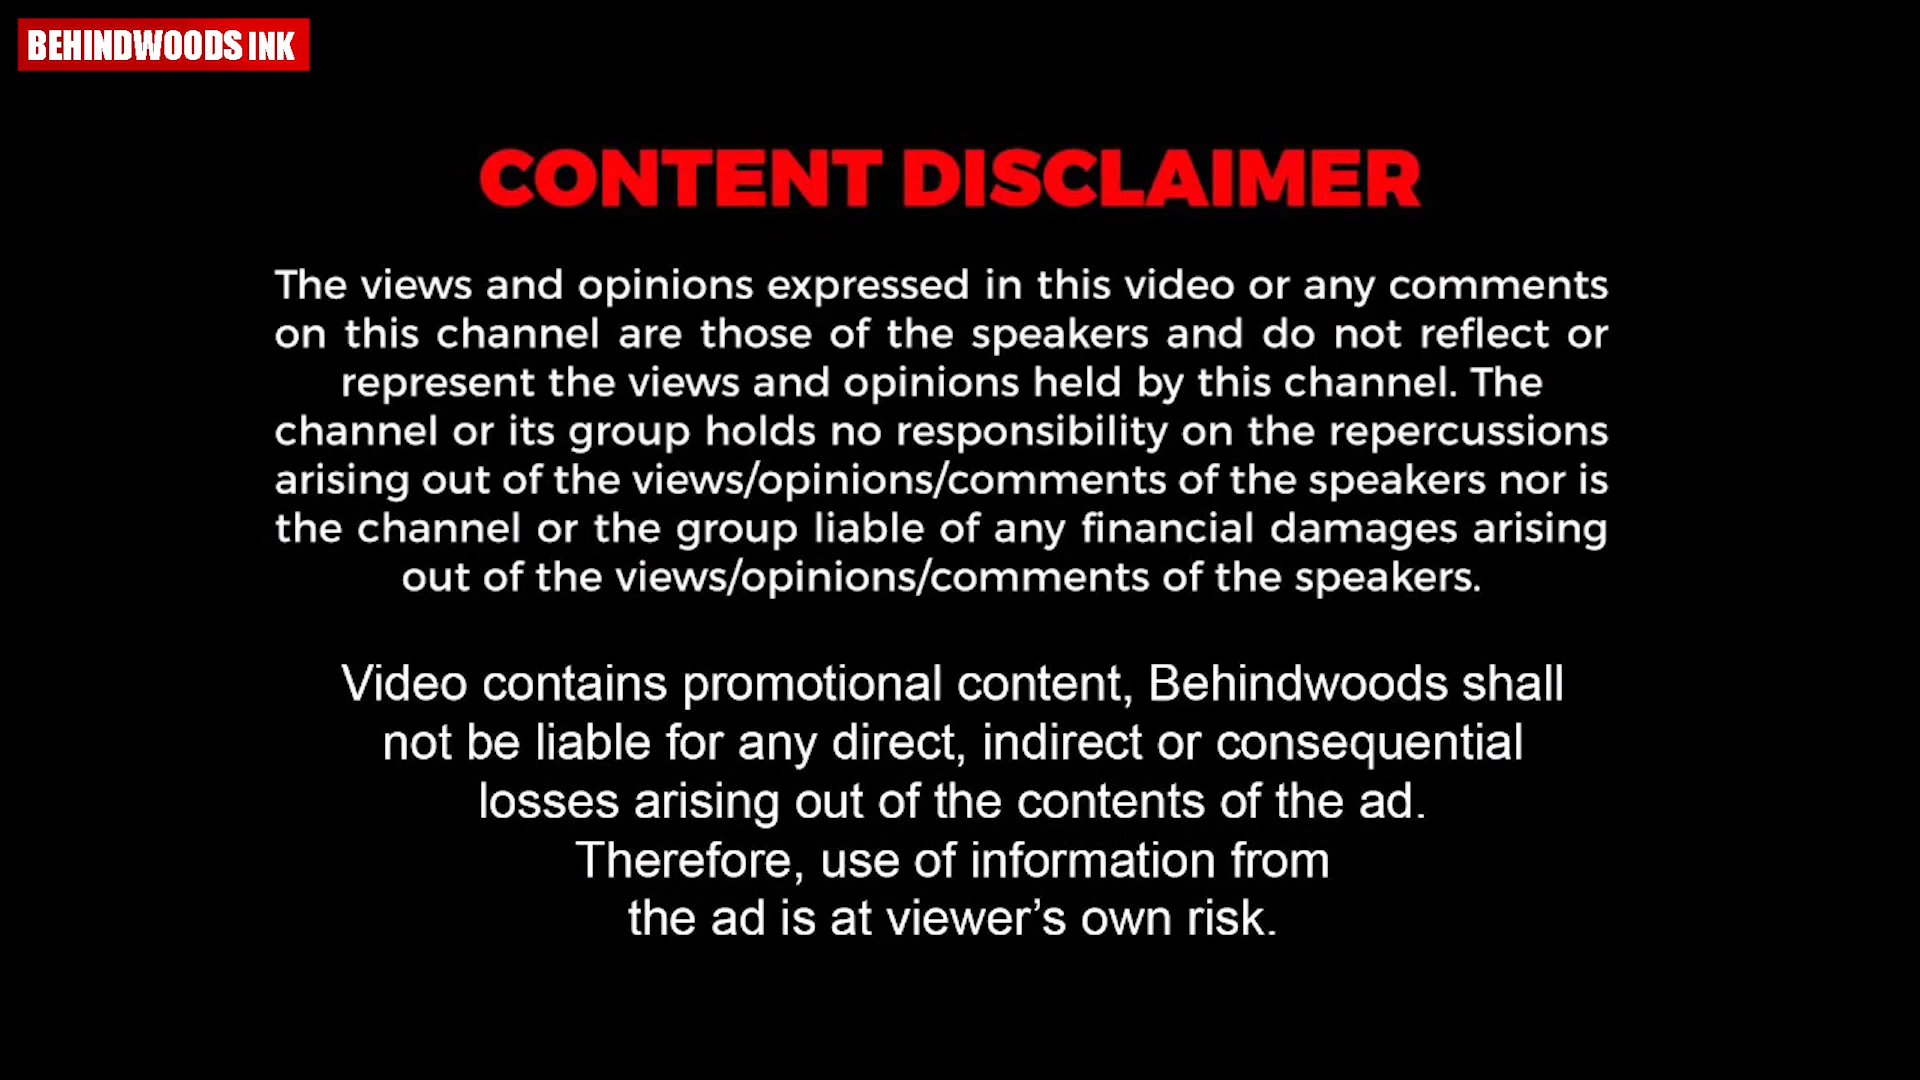 BEHINDWOODS INK
CONTENT DISCLAIMER
The views and opinions expressed in this video or any comments
on this channel are those of the speakers and do not reflect or
represent the views and opinions held by this channel. The
channel or its group holds no responsibility on the repercussions
arising out of the views/opinions/comments of the speakers nor is
the channel or the group liable of any financial damages arising
out of the views/opinions/comments of the speakers.
Video contains promotional content, Behindwoods shall
not be liable for any direct, indirect or consequential
losses arising out of the contents of the ad.
Therefore, use of information from
the ad is at viewer’s own risk.